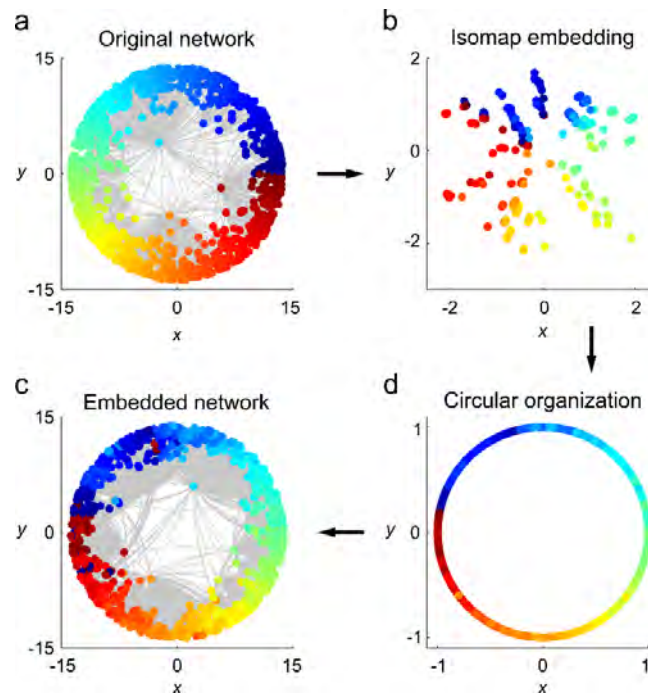 a
Original network
15
y
0
-15
-15
0
15
x
b
Isomap embedding
2
y
0
-2
-2
0
2
x
c
Embedded network
15
y
0
-15
-15
0
15
x
d
Circular organization
1
y
0
-1
-1
0
1
x